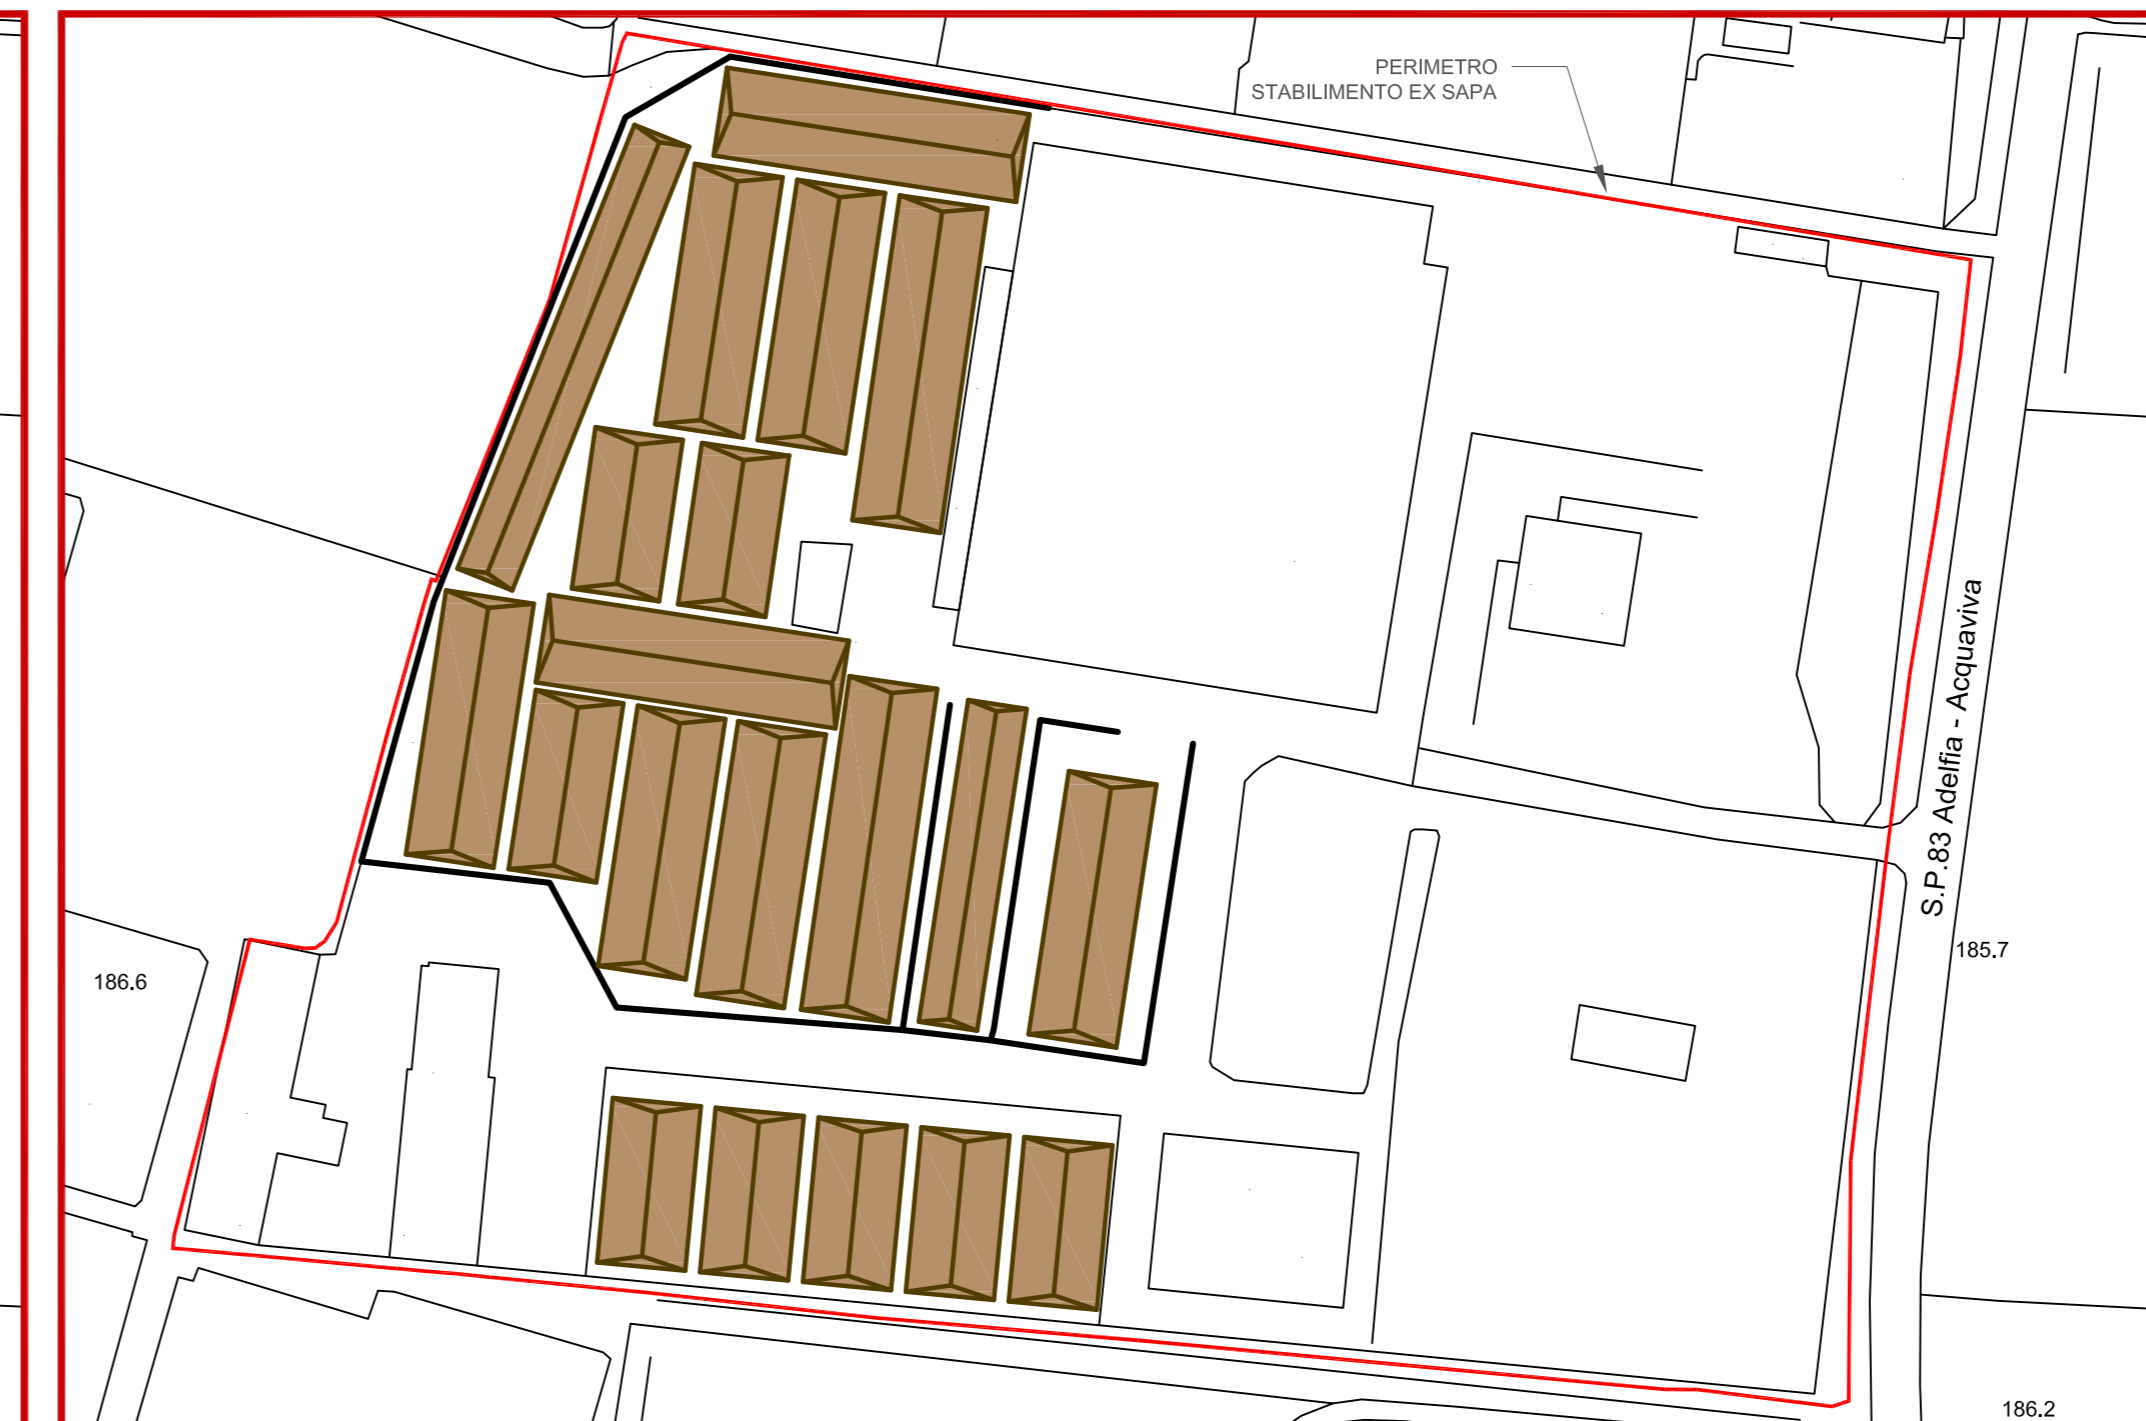 PERIMETRO
STABILIMENTO EX SAPA
S.P.83 Adelfia - Acquaviva
185.7
186.6
186.2